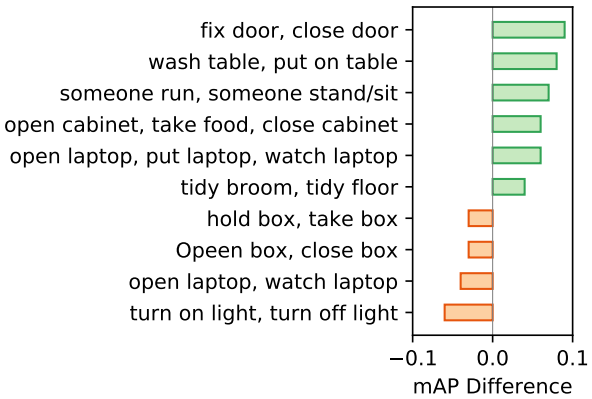 fix door, close door
wash table, put on table
someone run, someone stand/sit
open cabinet, take food, close cabinet
open laptop, put laptop, watch laptop
tidy broom, tidy floor
hold box, take box
Opeen box, close box
open laptop, watch laptop
turn on light, turn off light
−0.1 0.0 0.1
mAP Difference